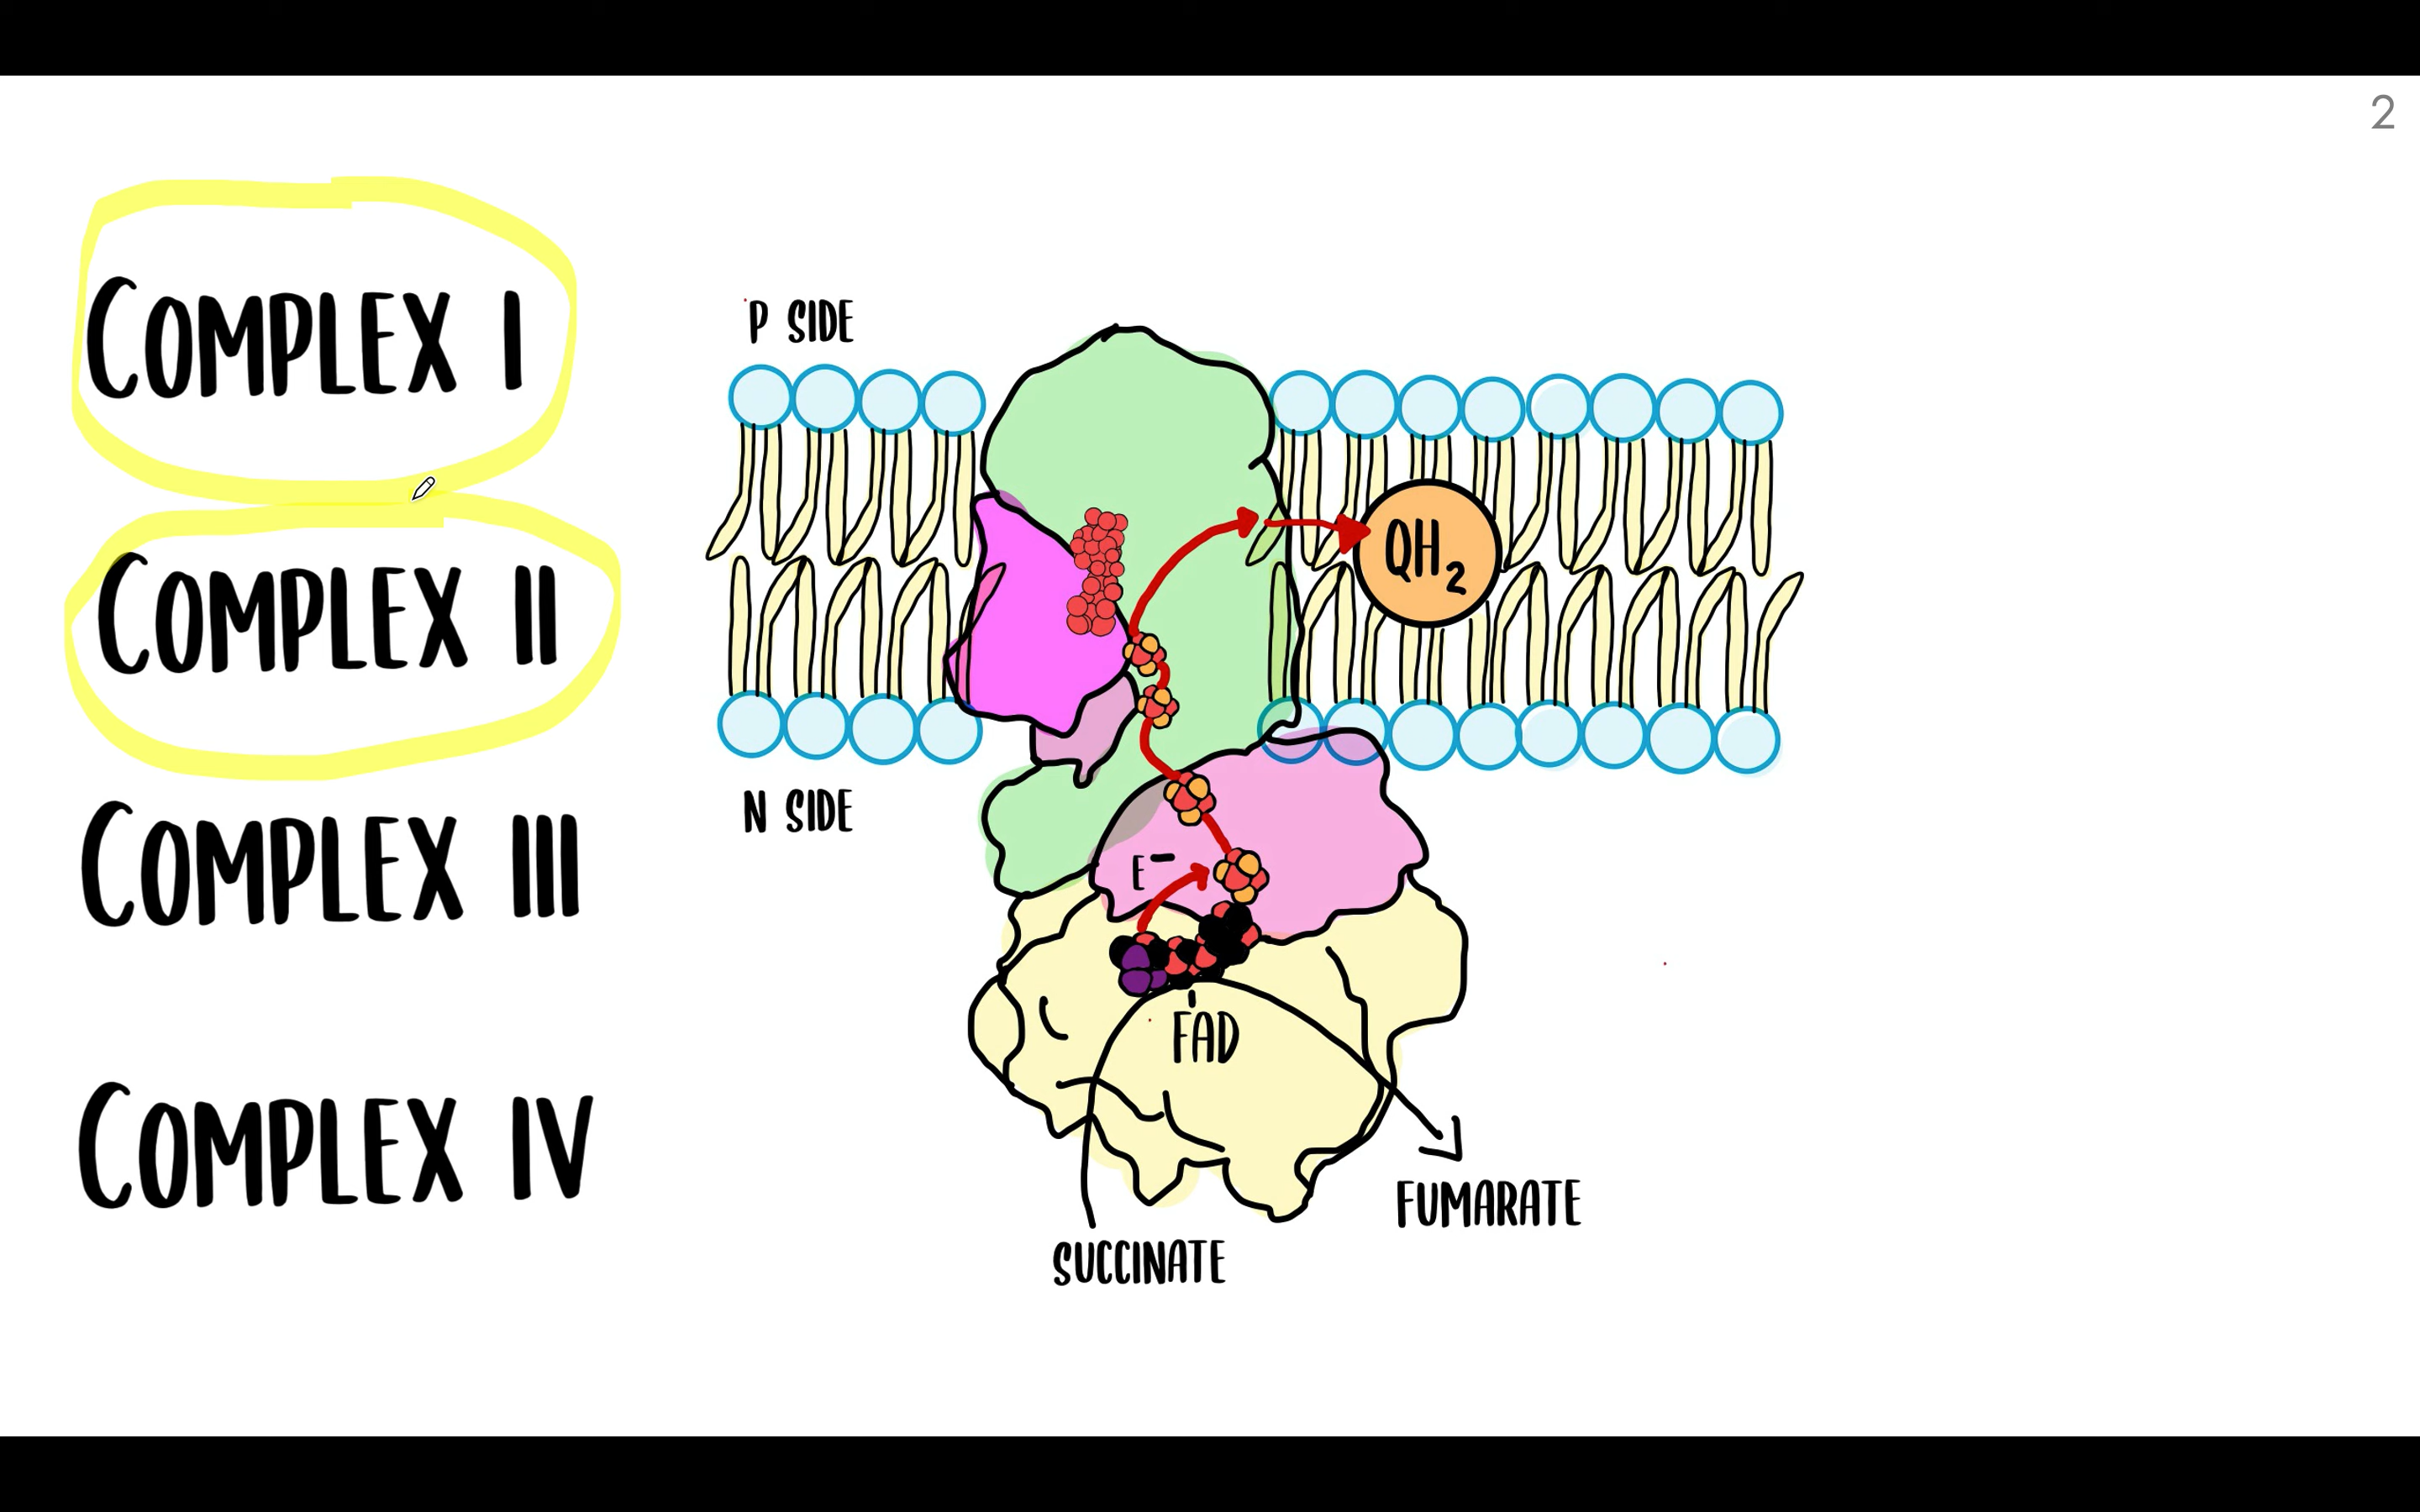 2
COMPLEX I
COMPLEX II
COMPLEX III
COMPLEX IV
P SIDE
QH2
N SIDE
E-
FAD
FUMARATE
SUCCINATE